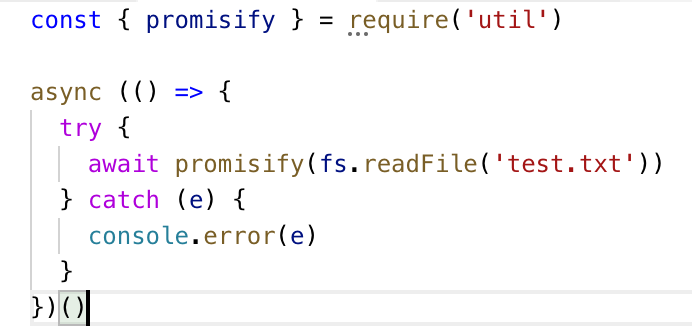 const { promisify } = require('util')
async (() => {
try {
await promisify(fs.readFile('test.txt'))
} catch (e) {
console.error(e)
}
})()